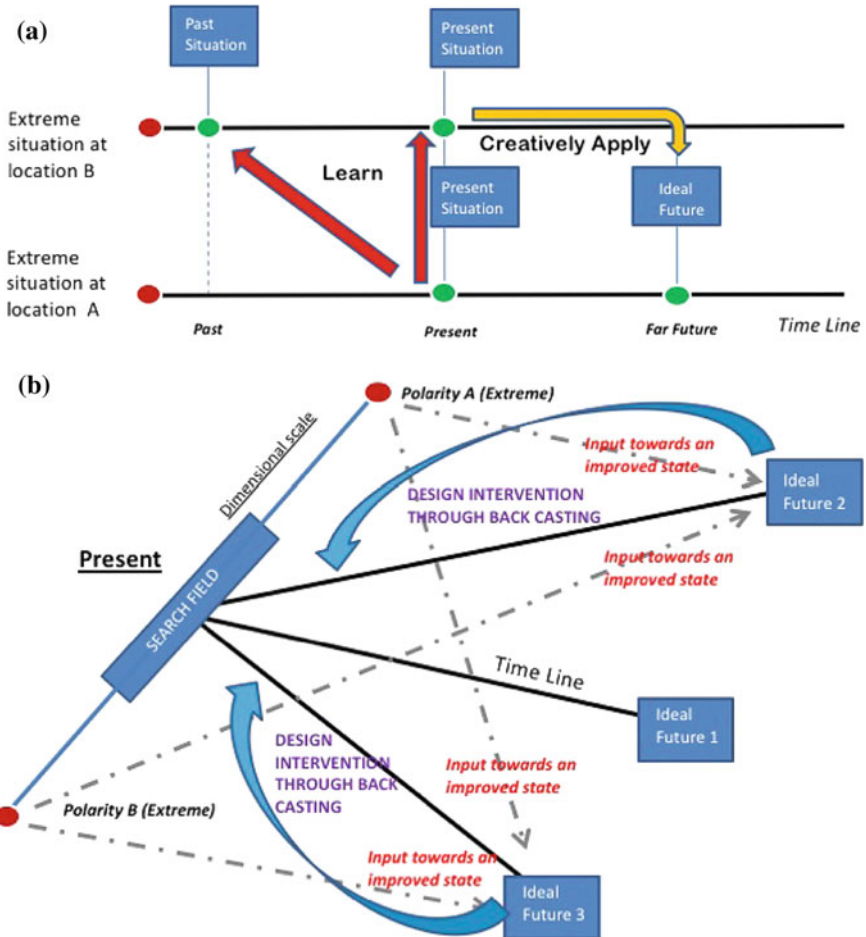 (a)
Past
Situation
Present
Situation
Extreme
situation at
location B
Creatively Apply
Learn
Present
Situation
Ideal
Future
Extreme
situation at
location A
Past
Present
Far Future
Time Line
(b)
Polarity A (Extreme)
Dimensional scale
Input towards an
improved state
Ideal
Future 2
DESIGN INTERVENTION
THROUGH BACK CASTING
Present
SEARCH FIELD
Input towards an
improved state
Time Line
Ideal
Future 1
DESIGN
INTERVENTION
THROUGH BACK
CASTING
Input towards an
improved state
Polarity B (Extreme)
Input towards an
improved state
Ideal
Future 3